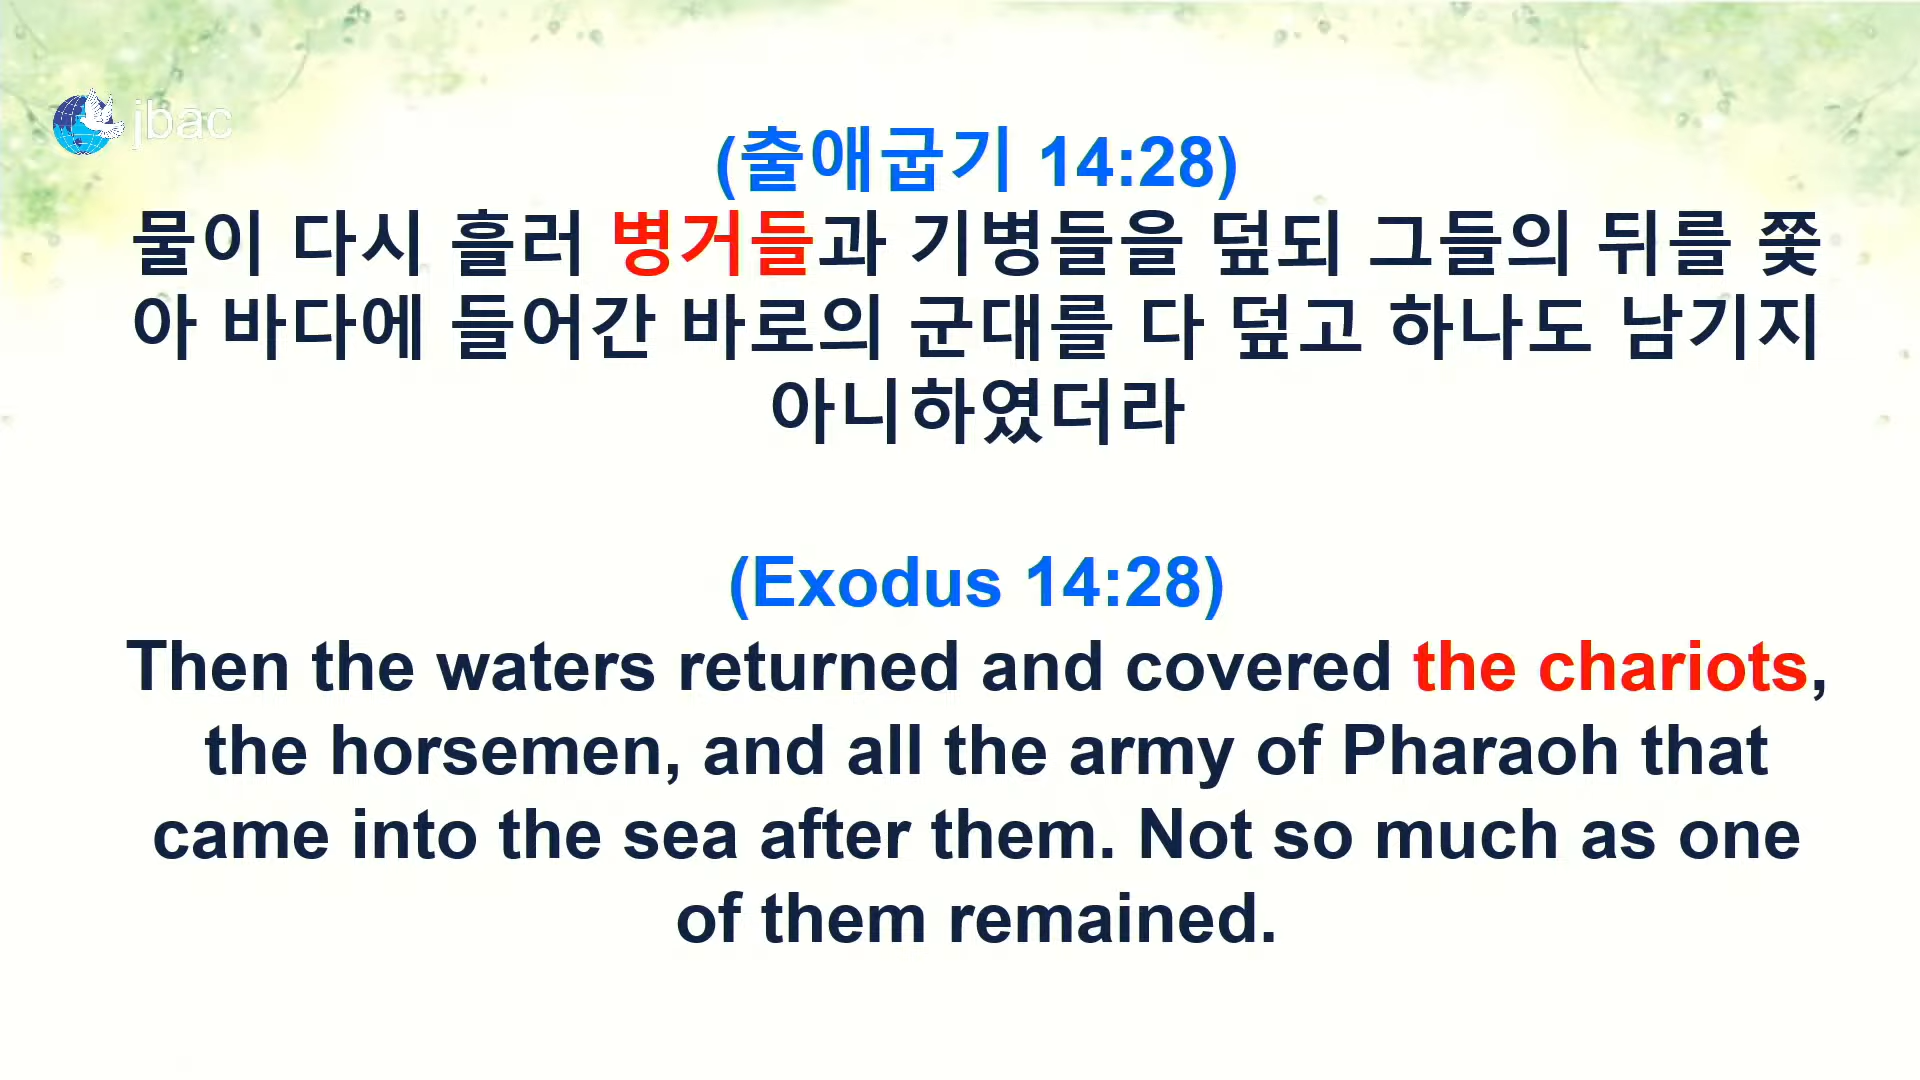 jbac
(출애굽기 14:28)
물이 다시 흘러 병거들과 기병들을 덮되 그들의 뒤를 쫓
아 바다에 들어간 바로의 군대를 다 덮고 하나도 남기지
아니하였더라
(Exodus 14:28)
Then the waters returned and covered the chariots,
the horsemen, and all the army of Pharaoh that
came into the sea after them. Not so much as one
of them remained.